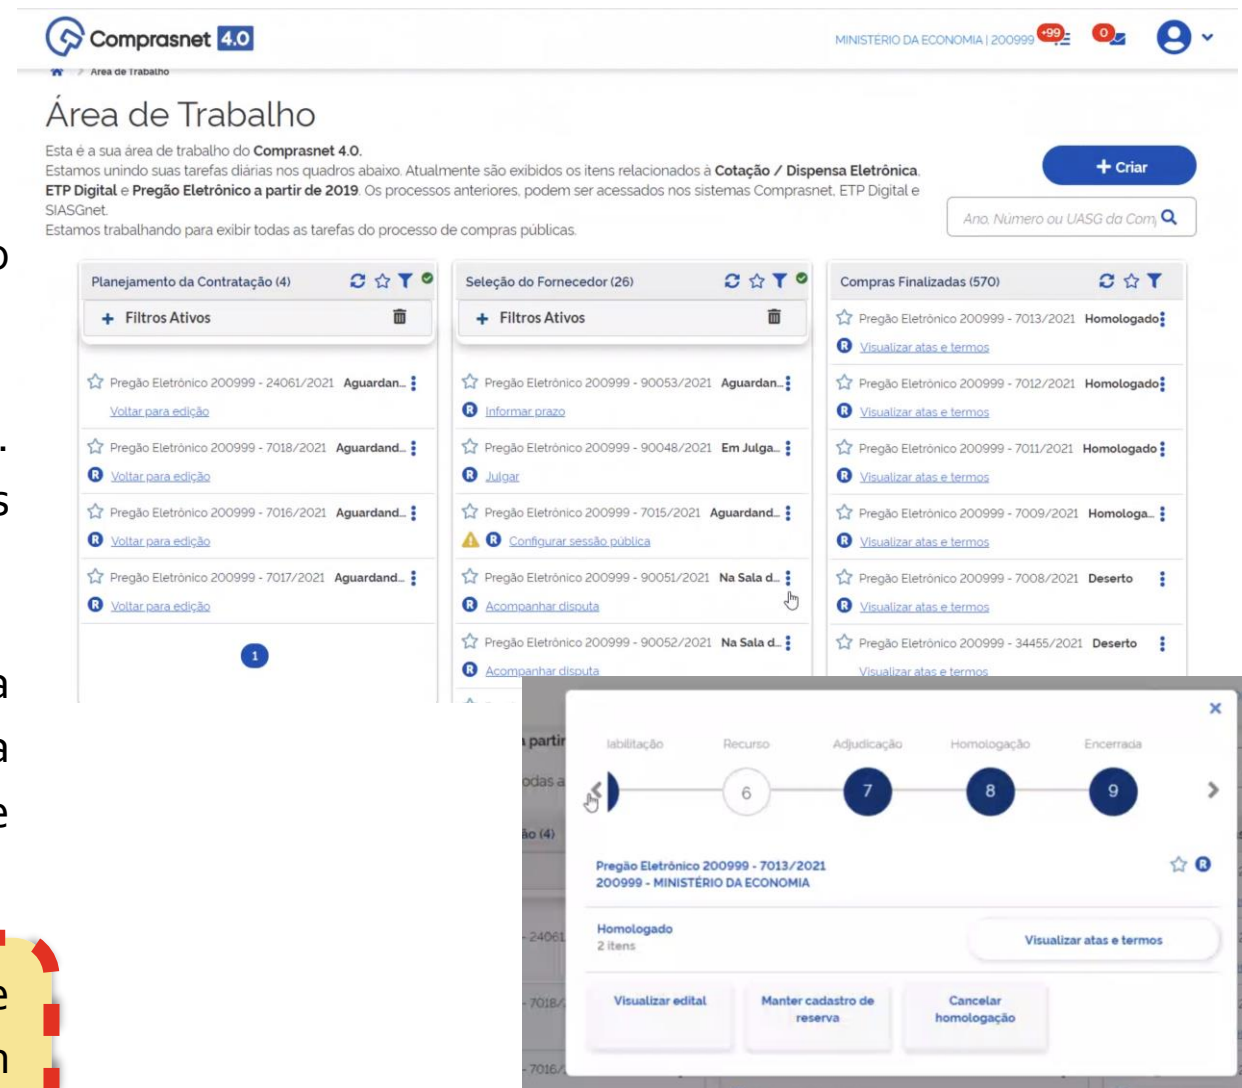 Comprasnet 4.0
MINISTÉRIO DA ECONOMIA | 200999 +99 0
Área de Trabalho
Área de Trabalho
Esta é a sua área de trabalho do Comprasnet 4.0.
Estamos unindo suas tarefas diárias nos quadros abaixo. Atualmente são exibidos os itens relacionados à Cotação / Dispensa Eletrônica,
ETP Digital e Pregão Eletrônico a partir de 2019. Os processos anteriores, podem ser acessados nos sistemas Comprasnet, ETP Digital e
SIASGnet.
Estamos trabalhando para exibir todas as tarefas do processo de compras públicas.
+ Criar
Ano, Número ou UASG da Com
Planejamento da Contratação (4)
+ Filtros Ativos
Pregão Eletrônico 200999 - 24061/2021 Aguardan...
Voltar para edição
Pregão Eletrônico 200999 - 7018/2021 Aguardand...
R Voltar para edição
Pregão Eletrônico 200999 - 7016/2021 Aguardand...
R Voltar para edição
Pregão Eletrônico 200999 - 7017/2021 Aguardand...
R Voltar para edição
1
Seleção do Fornecedor (26)
+ Filtros Ativos
Pregão Eletrônico 200999 - 90053/2021 Aguardan...
R Informar prazo
Pregão Eletrônico 200999 - 90048/2021 Em Julga...
R Julgar
Pregão Eletrônico 200999 - 7015/2021 Aguardand...
R Configurar sessão pública
Pregão Eletrônico 200999 - 90051/2021 Na Sala d...
R Acompanhar disputa
Pregão Eletrônico 200999 - 90052/2021 Na Sala d...
R Acompanhar disputa
Compras Finalizadas (570)
Pregão Eletrônico 200999 - 7013/2021 Homologado
R Visualizar atas e termos
Pregão Eletrônico 200999 - 7012/2021 Homologado
R Visualizar atas e termos
Pregão Eletrônico 200999 - 7011/2021 Homologado
R Visualizar atas e termos
Pregão Eletrônico 200999 - 7009/2021 Homologa...
R Visualizar atas e termos
Pregão Eletrônico 200999 - 7008/2021 Deserto
R Visualizar atas e termos
Pregão Eletrônico 200999 - 34455/2021 Deserto
Visualizar atas e termos
o
.
s
a
a
e
e
n
a partir
odas a
ão (4)
- 24061
- 7018/
- 7016/
labilitação Recurso Adjudicação Homologação Encerrada
6 7 8 9
Pregão Eletrônico 200999 - 7013/2021
200999 - MINISTÉRIO DA ECONOMIA
R
Homologado
2 itens
Visualizar atas e termos
Visualizar edital
Manter cadastro de
reserva
Cancelar
homologação